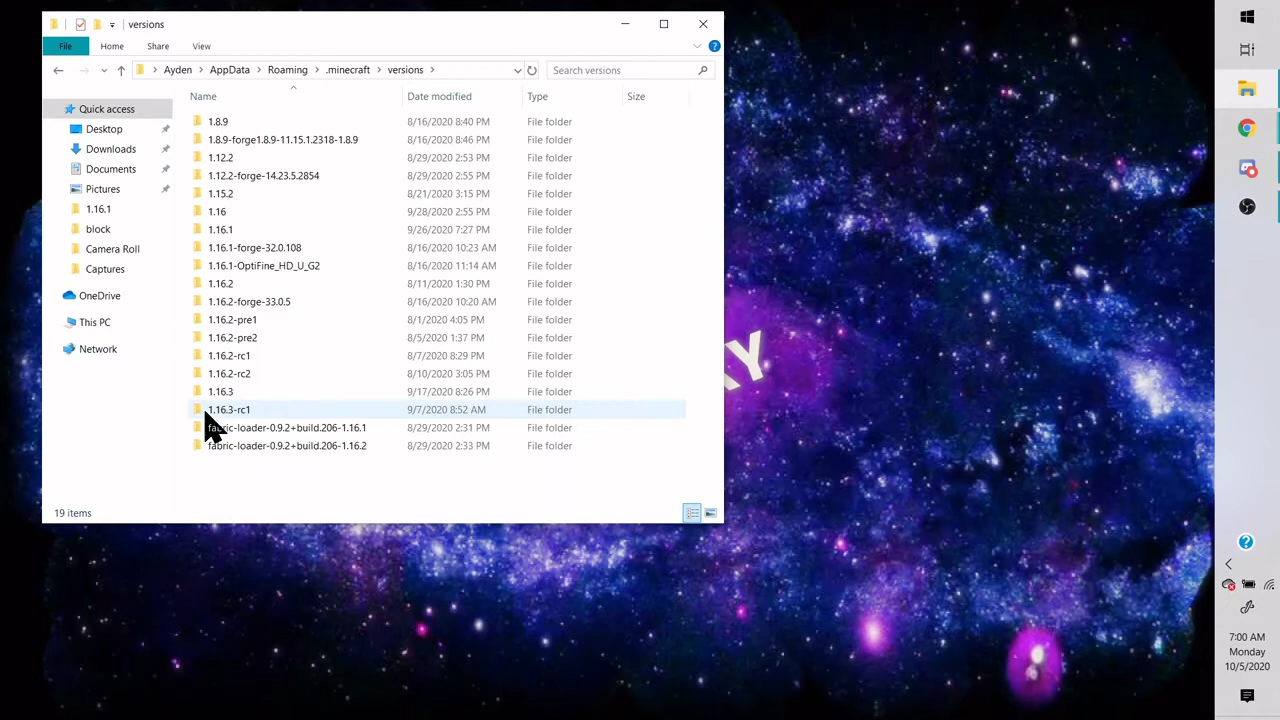 versions
File Home Share View
Ayden AppData Roaming .minecraft versions Search versions
Name Date modified Type Size
Quick access
Desktop
Downloads
Documents
Pictures
1.16.1
block
Camera Roll
Captures
OneDrive
This PC
Network
1.8.9 8/16/2020 8:40 PM File folder
1.8.9-forge1.8.9-11.15.1.2318-1.8.9 8/16/2020 8:46 PM File folder
1.12.2 8/29/2020 2:53 PM File folder
1.12.2-forge-14.23.5.2854 8/29/2020 2:55 PM File folder
1.15.2 8/21/2020 3:15 PM File folder
1.16 9/28/2020 2:55 PM File folder
1.16.1 9/26/2020 7:27 PM File folder
1.16.1-forge-32.0.108 8/16/2020 10:23 AM File folder
1.16.1-OptiFine_HD_U_G2 8/16/2020 11:14 AM File folder
1.16.2 8/11/2020 1:30 PM File folder
1.16.2-forge-33.0.5 8/16/2020 10:20 AM File folder
1.16.2-pre1 8/1/2020 4:05 PM File folder
1.16.2-pre2 8/5/2020 1:37 PM File folder
1.16.2-rc1 8/7/2020 8:29 PM File folder
1.16.2-rc2 8/10/2020 3:05 PM File folder
1.16.3 9/17/2020 8:26 PM File folder
1.16.3-rc1 9/7/2020 8:52 AM File folder
fabric-loader-0.9.2+build.206-1.16.1 8/29/2020 2:31 PM File folder
fabric-loader-0.9.2+build.206-1.16.2 8/29/2020 2:33 PM File folder
19 items
7:00 AM
Monday
10/5/2020